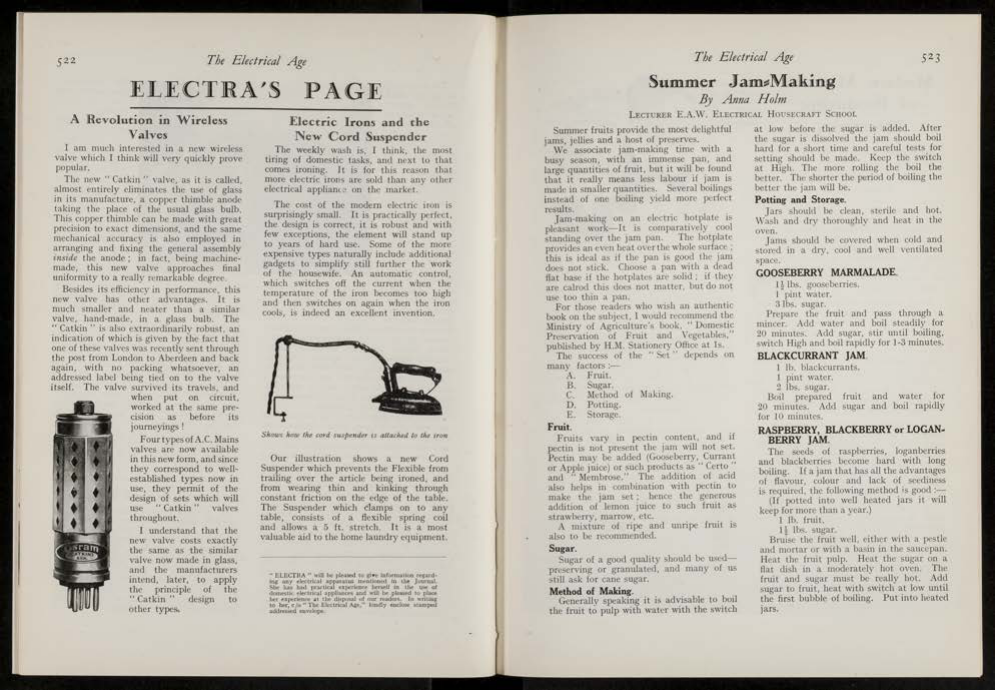 522
The Electrical Age
ELECTRA'S PAGE
A Revolution in Wireless
Valves
I am much interested in a new wireless
valve which I think will very quickly prove
popular.
The new "Catkin" valve, as it is called,
almost entirely eliminates the use of glass
in its manufacture, a copper thimble anode
taking the place of the usual glass bulb.
This copper thimble can be made with great
precision to exact dimensions, and the same
mechanical accuracy is also employed in
arranging and fixing the general assembly
inside the anode; in fact, being machine-
made, this new valve approaches final
uniformity to a really remarkable degree.
Besides its efficiency in performance, this
new valve has other advantages. It is
much smaller and neater than a similar
valve, hand-made, in a glass bulb. The
"Catkin" is also extraordinarily robust, an
indication of which is given by the fact that
one of these valves was recently sent through
the post from London to Aberdeen and back
again, with no packing whatsoever, an
addressed label being tied on to the valve
itself. The valve survived its travels, and
when put on circuit,
worked at the same pre-
cision as before its
journeyings!
Four types of A.C. Mains
valves are now available
in this new form, and since
they correspond to well-
established types now in
use, they permit of the
design of sets which will
use "Catkin" valves
throughout.
I understand that the
new valve costs exactly
the same as the similar
valve now made in glass,
and the manufacturers
intend, later, to apply
the principle of the
"Catkin" design to
other types.
Osram
Electric Irons and the
New Cord Suspender
The weekly wash is, I think, the most
tiring of domestic tasks, and next to that
comes ironing. It is for this reason that
more electric irons are sold than any other
electrical appliance on the market.
The cost of the modern electric iron is
surprisingly small. It is practically perfect,
the design is correct, it is robust and with
few exceptions, the element will stand up
to years of hard use. Some of the more
expensive types naturally include additional
gadgets to simplify still further the work
of the housewife. An automatic control,
which switches off the current when the
temperature of the iron becomes too high
and then switches on again when the iron
cools, is indeed an excellent invention.
Shows how the cord suspender is attached to the iron
Our illustration shows a new Cord
Suspender which prevents the Flexible from
trailing over the article being ironed, and
from wearing thin and kinking through
constant friction on the edge of the table.
The Suspender which clamps on to any
table, consists of a flexible spring coil
and allows a 5 ft. stretch. It is a most
valuable aid to the home laundry equipment.
"ELECTRA" will be pleased to give information regard-
ing any electrical apparatus mentioned in the Journal.
She has had practical experience herself in the use of
domestic electrical appliances and will be pleased to place
her experience at the disposal of our readers. In writing
to her, c/o "The Electrical Age," kindly enclose stamped
addressed envelope.
The Electrical Age
523
Summer Jam-Making
By Anna Holm
LECTURER E.A.W. ELECTRICAL HOUSECRAFT SCHOOL
Summer fruits provide the most delightful
jams, jellies and a host of preserves.
We associate jam-making time with a
busy season, with an immense pan, and
large quantities of fruit, but it will be found
that it really means less labour if jam is
made in smaller quantities. Several boilings
instead of one boiling yield more perfect
results.
Jam-making on an electric hotplate is
pleasant work—It is comparatively cool
standing over the jam pan. The hotplate
provides an even heat over the whole surface;
this is ideal as if the pan is good the jam
does not stick. Choose a pan with a dead
flat base if the hotplates are solid; if they
are calrod this does not matter, but do not
use too thin a pan.
For those readers who wish an authentic
book on the subject, I would recommend the
Ministry of Agriculture's book, "Domestic
Preservation of Fruit and Vegetables,"
published by H.M. Stationery Office at 1s.
The success of the "Set" depends on
many factors:—
A. Fruit.
B. Sugar.
C. Method of Making.
D. Potting.
E. Storage.
Fruit.
Fruits vary in pectin content, and if
pectin is not present the jam will not set.
Pectin may be added (Gooseberry, Currant
or Apple juice) or such products as "Certo"
and "Membrose." The addition of acid
also helps in combination with pectin to
make the jam set; hence the generous
addition of lemon juice to such fruit as
strawberry, marrow, etc.
A mixture of ripe and unripe fruit is
also to be recommended.
Sugar.
Sugar of a good quality should be used—
preserving or granulated, and many of us
still ask for cane sugar.
Method of Making.
Generally speaking it is advisable to boil
the fruit to pulp with water with the switch
at low before the sugar is added. After
the sugar is dissolved the jam should boil
hard for a short time and careful tests for
setting should be made. Keep the switch
at High. The more rolling the boil the
better. The shorter the period of boiling the
better the jam will be.
Potting and Storage.
Jars should be clean, sterile and hot.
Wash and dry thoroughly and heat in the
oven.
Jams should be covered when cold and
stored in a dry, cool and well ventilated
space.
GOOSEBERRY MARMALADE.
1½ lbs. gooseberries.
1 pint water.
3 lbs. sugar.
Prepare the fruit and pass through a
mincer. Add water and boil steadily for
20 minutes. Add sugar, stir until boiling,
switch High and boil rapidly for 1-3 minutes.
BLACKCURRANT JAM.
1 lb. blackcurrants.
1 pint water.
2 lbs. sugar.
Boil prepared fruit and water for
20 minutes. Add sugar and boil rapidly
for 10 minutes.
RASPBERRY, BLACKBERRY or LOGAN-
BERRY JAM.
The seeds of raspberries, loganberries
and blackberries become hard with long
boiling. If a jam that has all the advantages
of flavour, colour and lack of seediness
is required, the following method is good:—
(If potted into well heated jars it will
keep for more than a year.)
1 lb. fruit.
1½ lbs. sugar.
Bruise the fruit well, either with a pestle
and mortar or with a basin in the saucepan.
Heat the fruit pulp. Heat the sugar on a
flat dish in a moderately hot oven. The
fruit and sugar must be really hot. Add
sugar to fruit, heat with switch at low until
the first bubble of boiling. Put into heated
jars.